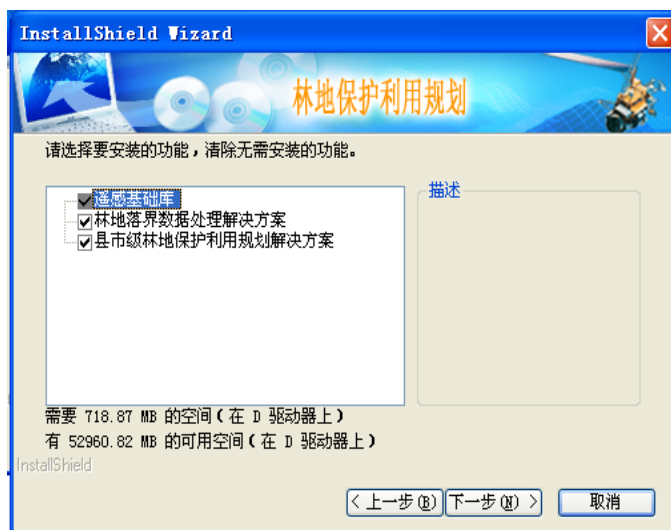 InstallShield Wizard
林地保护利用规划
请选择要安装的功能，清除无需安装的功能。
描述
遥感基础库
林地落界数据处理解决方案
县市级林地保护利用规划解决方案
需要 718.87 MB 的空间(在 D 驱动器上)
有 52960.82 MB 的可用空间(在 D 驱动器上)
InstallShield
< 上一步(B) 下一步(N) > 取消